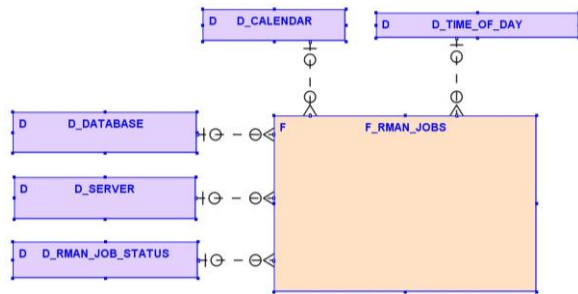 D D_CALENDAR
D D_TIME_OF_DAY
D D_DATABASE
F F_RMAN_JOBS
D D_SERVER
D D_RMAN_JOB_STATUS